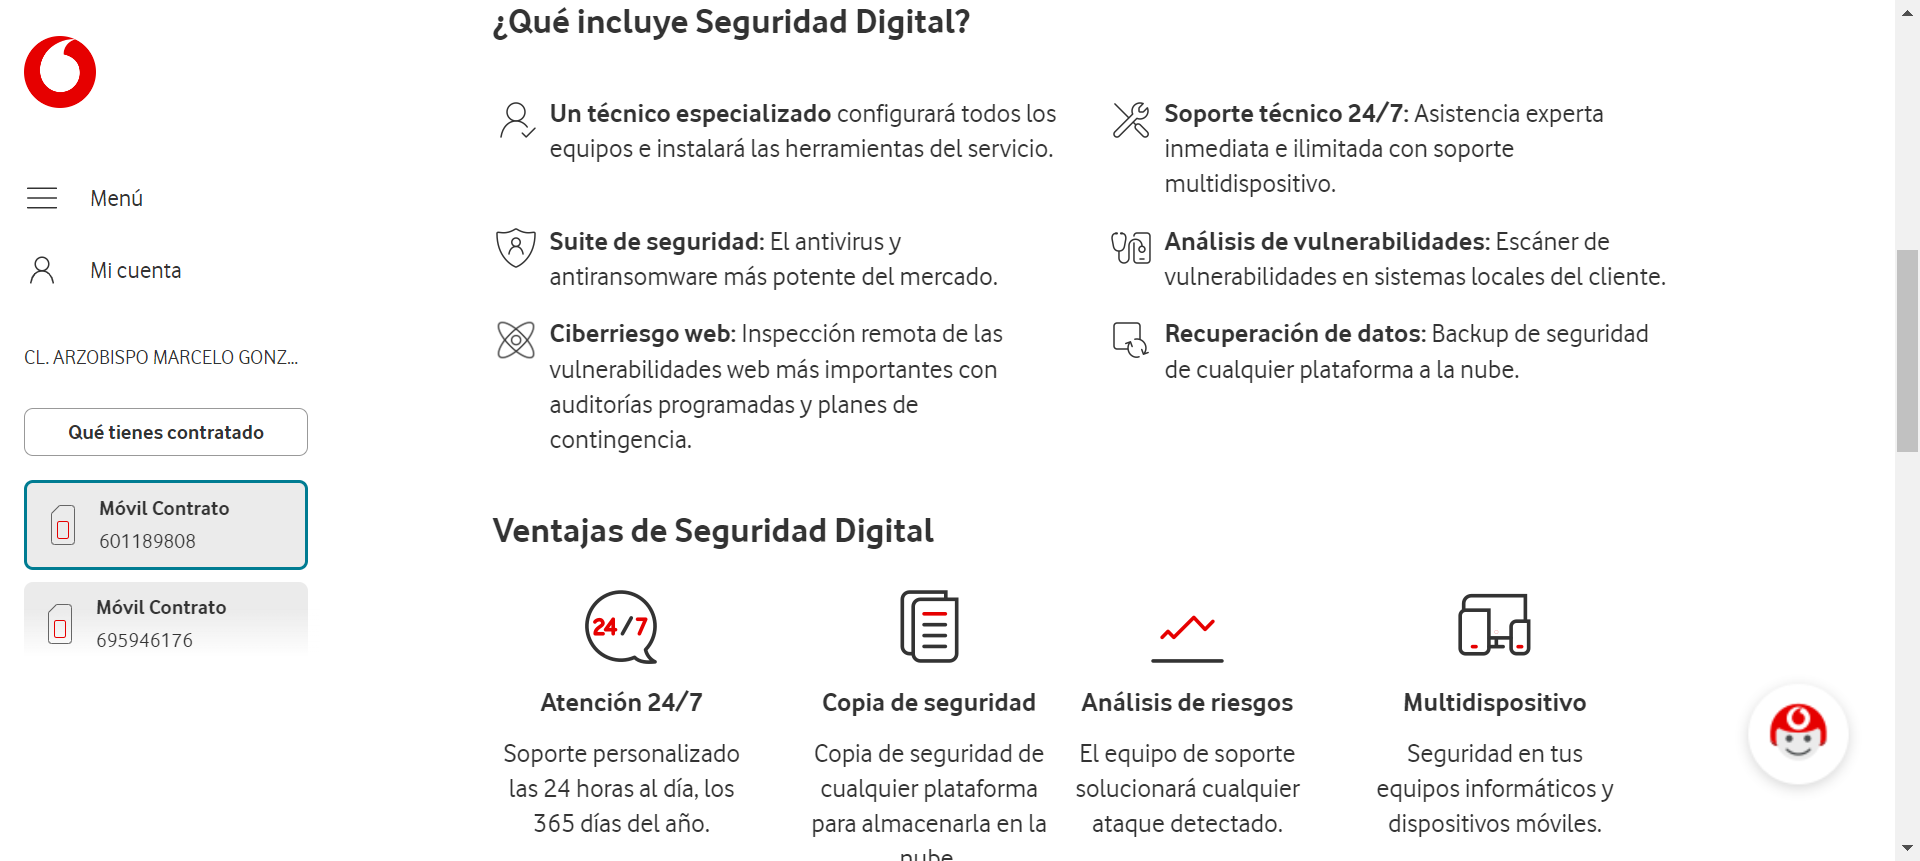 Menú
Mi cuenta
CL. ARZOBISPO MARCELO GONZ...
Qué tienes contratado
Móvil Contrato
601189808
Móvil Contrato
695946176
¿Qué incluye Seguridad Digital?
Un técnico especializado configurará todos los
equipos e instalará las herramientas del servicio.
Soporte técnico 24/7: Asistencia experta
inmediata e ilimitada con soporte
multidispositivo.
Suite de seguridad: El antivirus y
antiransomware más potente del mercado.
Análisis de vulnerabilidades: Escáner de
vulnerabilidades en sistemas locales del cliente.
Ciberriesgo web: Inspección remota de las
vulnerabilidades web más importantes con
auditorías programadas y planes de
contingencia.
Recuperación de datos: Backup de seguridad
de cualquier plataforma a la nube.
Ventajas de Seguridad Digital
24/7
Atención 24/7
Soporte personalizado
las 24 horas al día, los
365 días del año.
Copia de seguridad
Copia de seguridad de
cualquier plataforma
para almacenarla en la
nube.
Análisis de riesgos
El equipo de soporte
solucionará cualquier
ataque detectado.
Multidispositivo
Seguridad en tus
equipos informáticos y
dispositivos móviles.